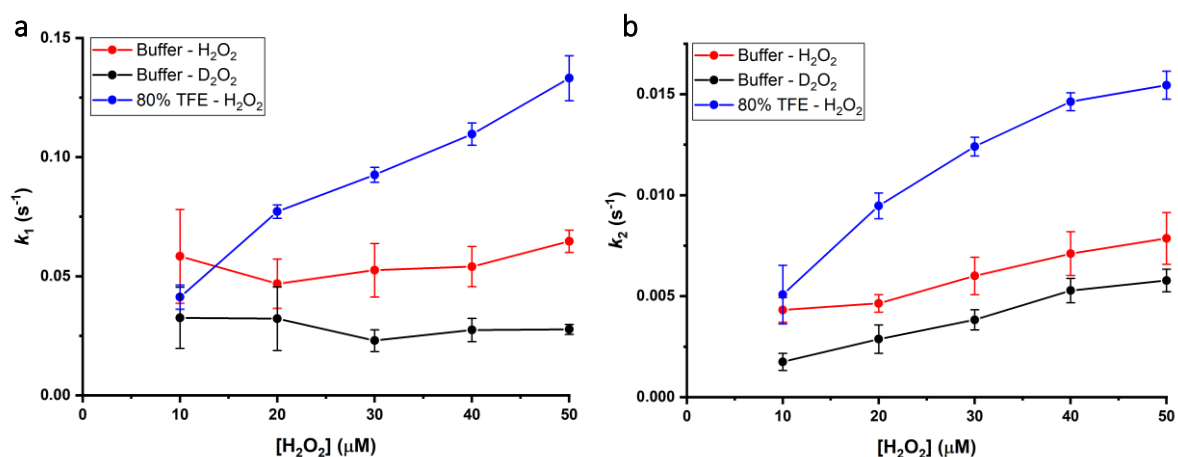 a
0.15
Buffer - H₂O₂
Buffer - D₂O₂
80% TFE - H₂O₂
0.10
k₁ (s⁻¹)
0.05
0.00
0 10 20 30 40 50
[H₂O₂] (μM)
b
Buffer - H₂O₂
Buffer - D₂O₂
80% TFE - H₂O₂
0.015
0.010
k₂ (s⁻¹)
0.005
0.000
0 10 20 30 40 50
[H₂O₂] (μM)